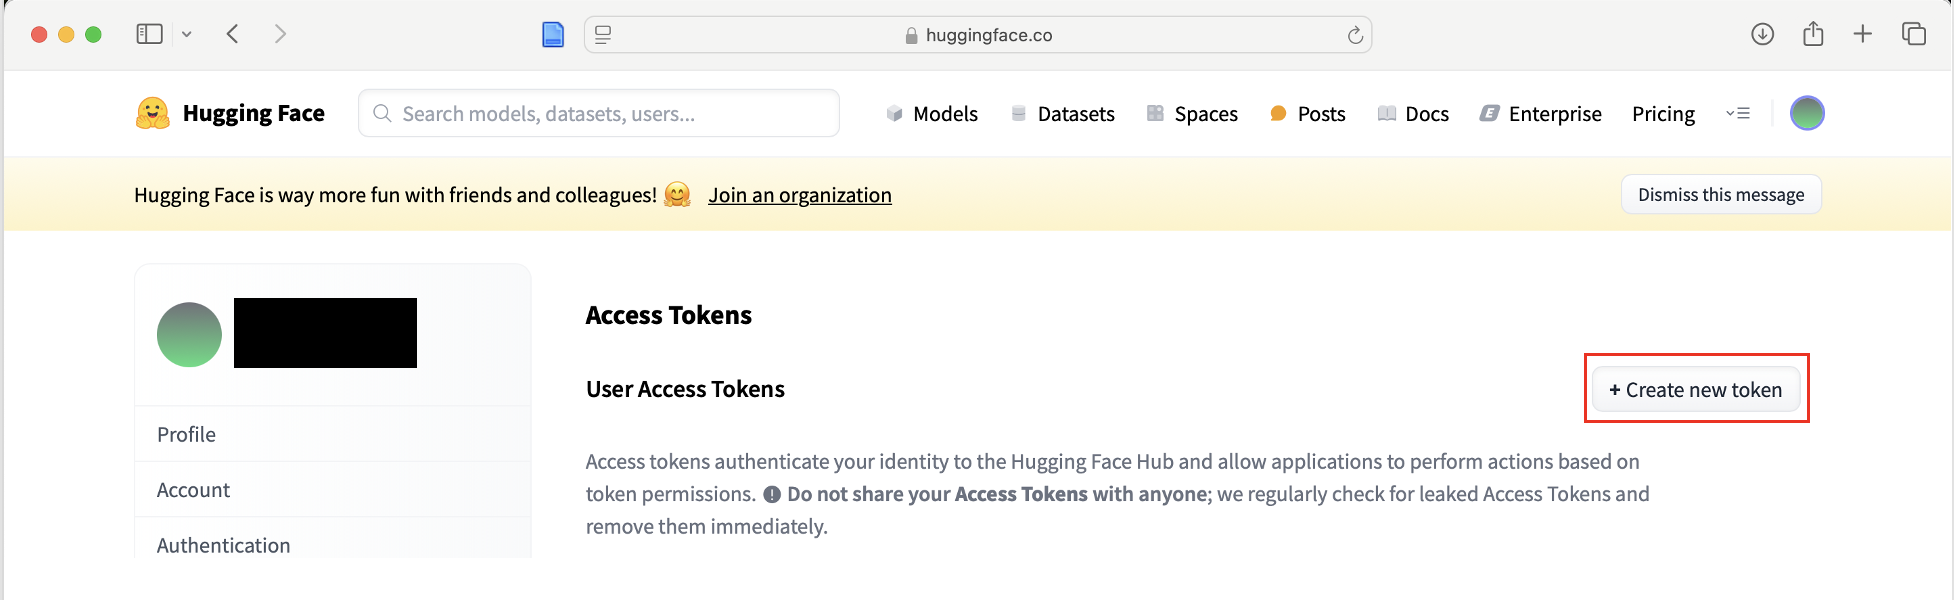 huggingface.co
Hugging Face
Search models, datasets, users...
Models
Datasets
Spaces
Posts
Docs
E
Enterprise
Pricing
Hugging Face is way more fun with friends and colleagues! 🤗 Join an organization
Dismiss this message
Access Tokens
User Access Tokens
+ Create new token
Profile
Account
Authentication
Access tokens authenticate your identity to the Hugging Face Hub and allow applications to perform actions based on
token permissions. ! Do not share your Access Tokens with anyone; we regularly check for leaked Access Tokens and
remove them immediately.